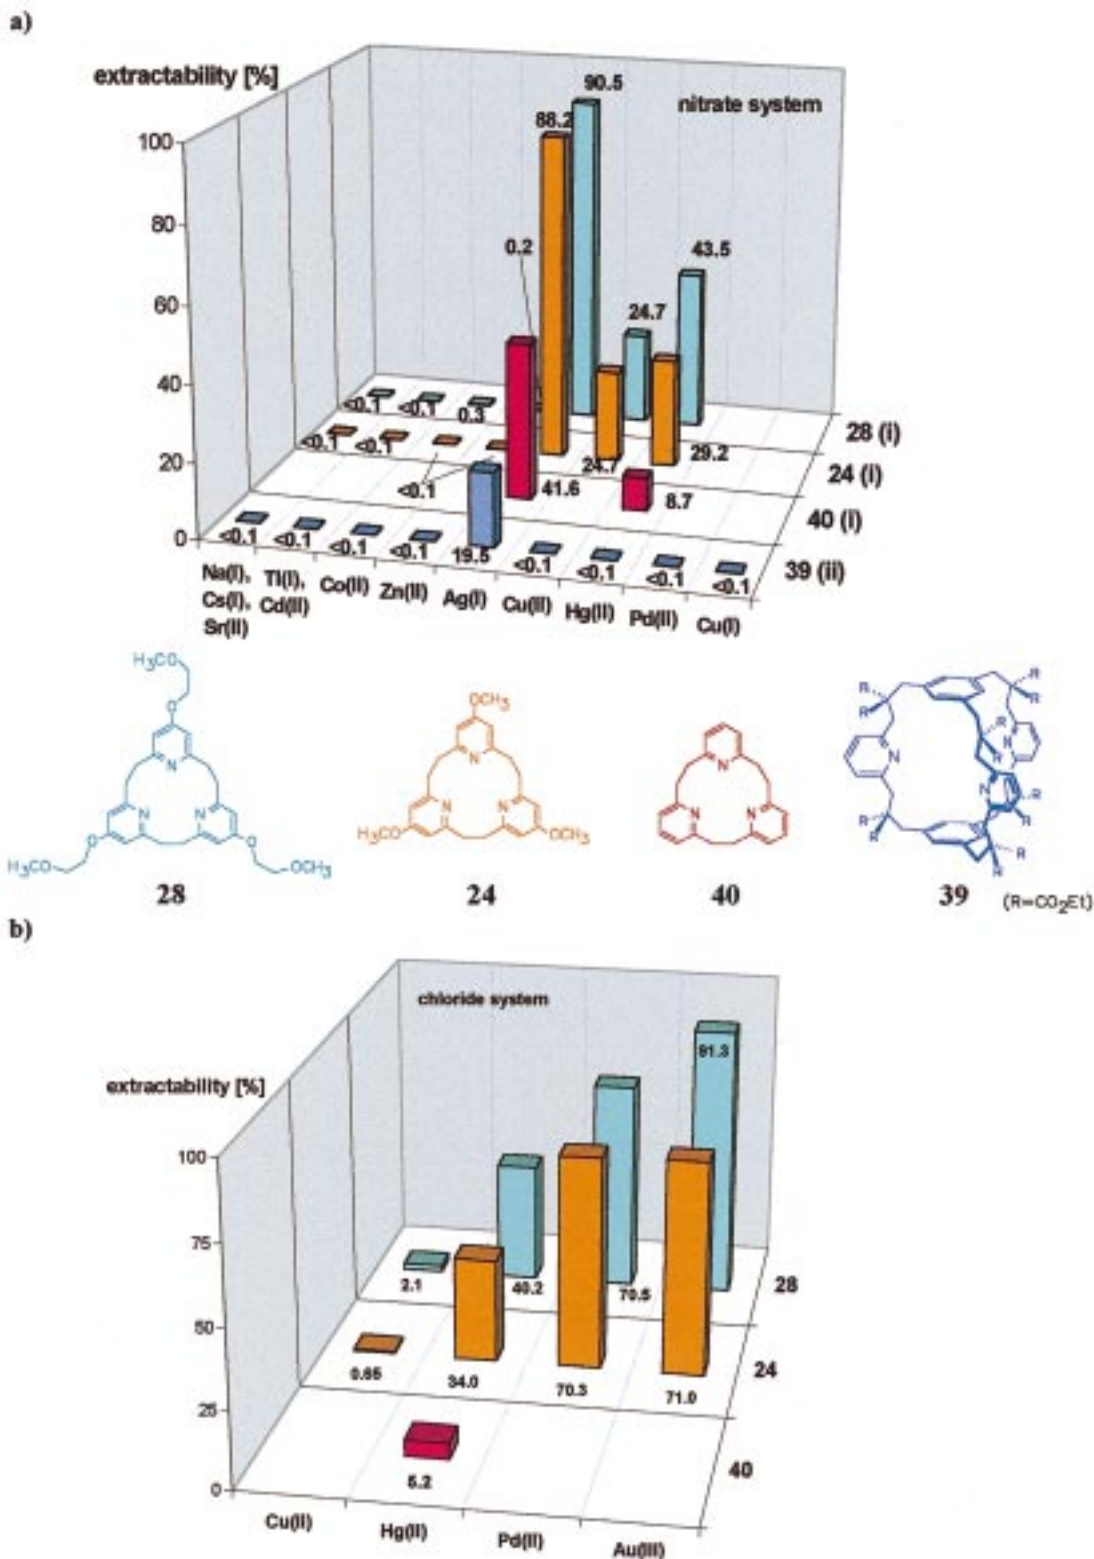 a)
extractability [%]
nitrate system
100
80
60
40
20
0
90.5
88.2
0.2
43.5
24.7
<0.1
<0.1
0.3
<0.1
<0.1
<0.1
24.7
29.2
41.6
8.7
<0.1
<0.1
<0.1
<0.1
19.5
<0.1
<0.1
<0.1
<0.1
28 (i)
24 (i)
40 (i)
39 (ii)
Na(I), Tl(I), Co(II) Zn(II) Ag(I) Cu(II) Hg(II) Pd(II) Cu(I)
Cs(I), Cd(II)
Sr(II)
H₃CO
O
N
N
N
H₃CO
O
O
OCH₃
28
OCH₃
N
N
N
H₃CO
OCH₃
24
N
N
N
40
R
R
R
R
R
R
N
N
N
R
R
R
R
R
R
39 (R=CO₂Et)
b)
chloride system
extractability [%]
100
75
50
25
0
91.3
2.1
40.2
70.5
0.65
34.0
70.3
71.0
5.2
28
24
40
Cu(II)
Hg(II)
Pd(II)
Au(III)